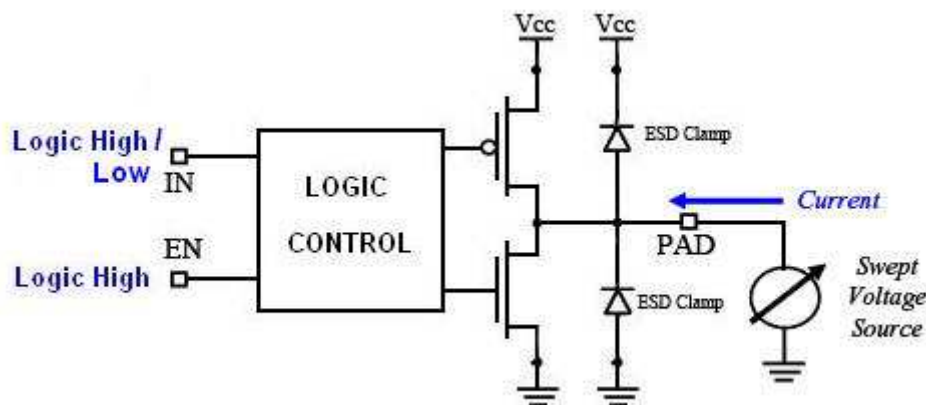 Vcc
Vcc
Logic High /
Low
IN
ESD Clamp
LOGIC
CONTROL
Current
EN
PAD
Logic High
ESD Clamp
Swept
Voltage
Source